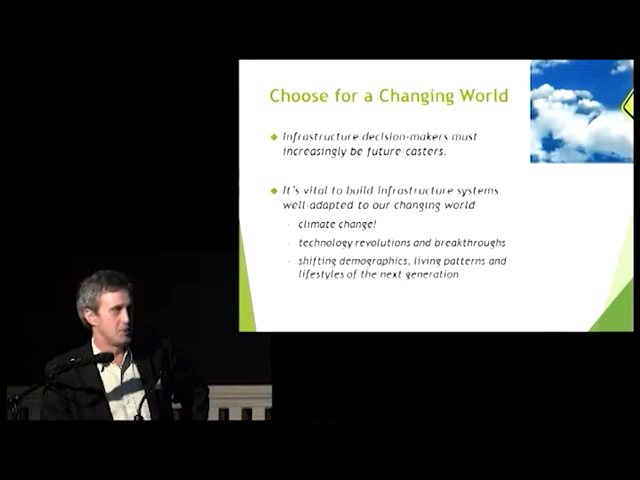 Choose for a Changing World
Infrastructure decision-makers must
increasingly be future-casters.
It's vital to build infrastructure systems
well-adapted to our changing world
climate change!
technology revolutions and breakthroughs
shifting demographics, living patterns and
lifestyles of the next generation